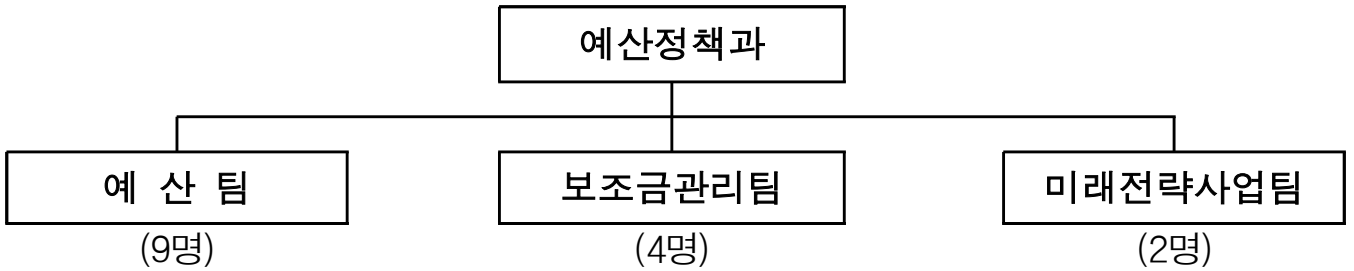 예산정책과
예 산 팀
보조금관리팀
미래전략사업팀
(9명)
(4명)
(2명)